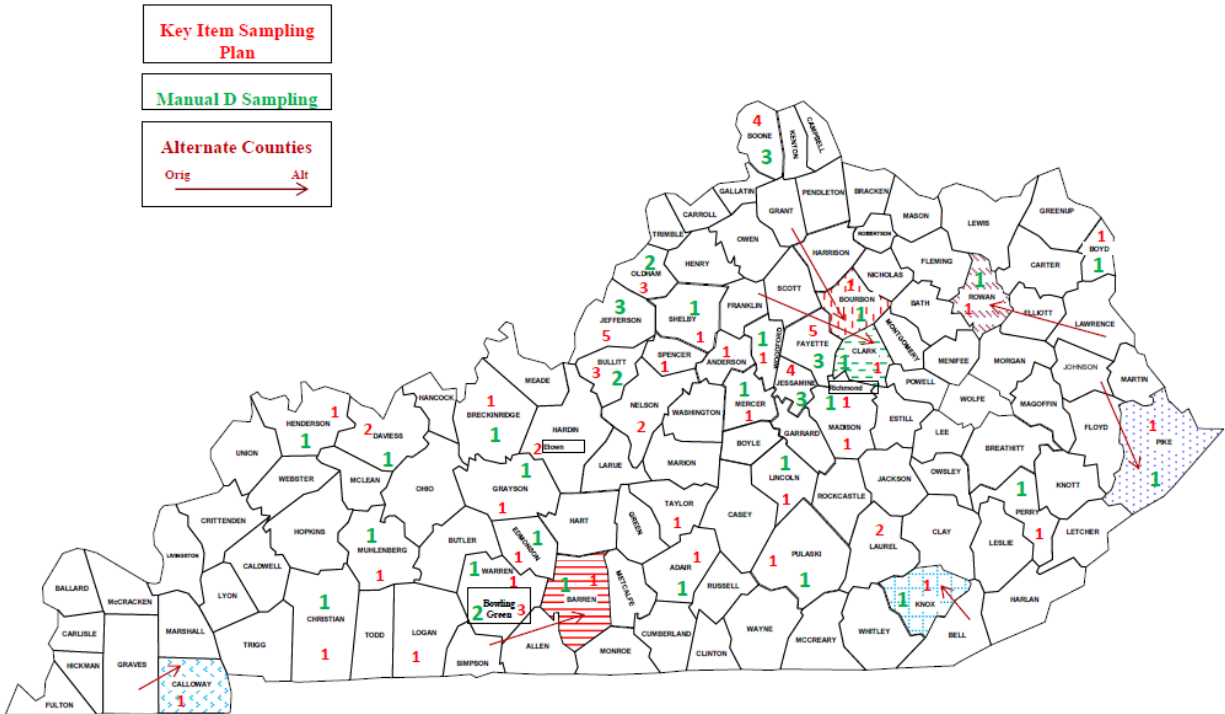 Key Item Sampling
Plan
Manual D Sampling
Alternate Counties
Orig
Alt
4
BOONE
3
KENTON
CAMPBELL
GALLATIN
PENDLETON
BRACKEN
CARROLL
GRANT
MASON
LEWIS
GREENUP
TRIMBLE
OWEN
ROBERTSON
HARRISON
1
BOYD
1
2
OLDHAM
3
HENRY
NICHOLAS
FLEMING
CARTER
SCOTT
1
ROWAN
1
3
JEFFERSON
5
1
SHELBY
1
FRANKLIN
1
BOURBON
1
BATH
ELLIOTT
LAWRENCE
5
FAYETTE
3
MONTGOMERY
1
WOODFORD
1
SPENCER
1
1
ANDERSON
1
CLARK
1
MENIFEE
MORGAN
JOHNSON
MARTIN
BULLITT
3
2
4
JESSAMINE
3
Richmond
POWELL
MEADE
HANCOCK
1
BRECKINRIDGE
1
NELSON
2
WASHINGTON
1
MERCER
1
1
1
MADISON
1
WOLFE
MAGOFFIN
ESTILL
FLOYD
1
PIKE
1
1
HENDERSON
1
2
DAVIESS
1
HARDIN
2
Etown
GARRARD
LEE
BREATHITT
UNION
BOYLE
WEBSTER
MCLEAN
OHIO
1
GRAYSON
1
LARUE
MARION
1
LINCOLN
1
ROCKCASTLE
JACKSON
OWSLEY
1
KNOTT
PERRY
1
CRITTENDEN
HOPKINS
HART
GREEN
TAYLOR
1
CASEY
2
LAUREL
CLAY
LESLIE
LETCHER
LIVINGSTON
1
MUHLENBERG
1
BUTLER
1
EDMONSON
1
1
PULASKI
1
CALDWELL
1
WARREN
1
1
1
BARREN
METCALFE
1
ADAIR
1
RUSSELL
BALLARD
LYON
1
KNOX
1
HARLAN
McCRACKEN
1
CHRISTIAN
1
Bowling
Green
2
3
CARLISLE
MARSHALL
TRIGG
TODD
LOGAN
1
SIMPSON
ALLEN
MONROE
CUMBERLAND
CLINTON
WAYNE
MCCREARY
WHITLEY
BELL
HICKMAN
GRAVES
CALLOWAY
1
FULTON